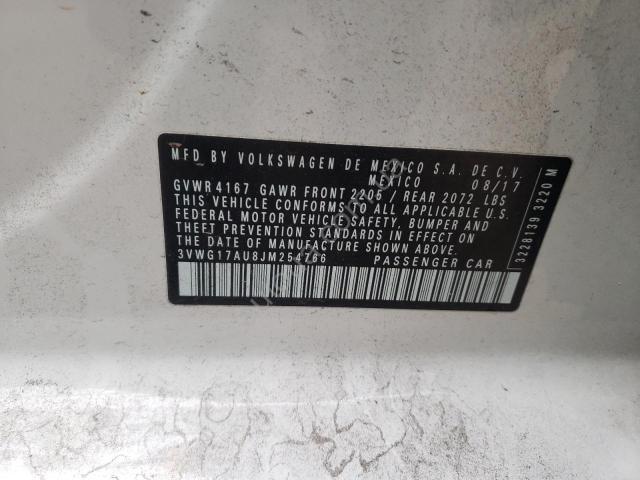 MFD BY VOLKSWAGEN DE MEXICO S.A. DE C.V.
MEXICO 08/17
GVWR 4167 GAWR FRONT 2205 / REAR 2072 LBS
THIS VEHICLE CONFORMS TO ALL APPLICABLE U.S.
FEDERAL MOTOR VEHICLE SAFETY, BUMPER AND
THEFT PREVENTION STANDARDS IN EFFECT ON
THE DATE OF MANUFACTURE SHOWN ABOVE.
3VWG17AU8JM254766 PASSENGER CAR
3228139 3220 M